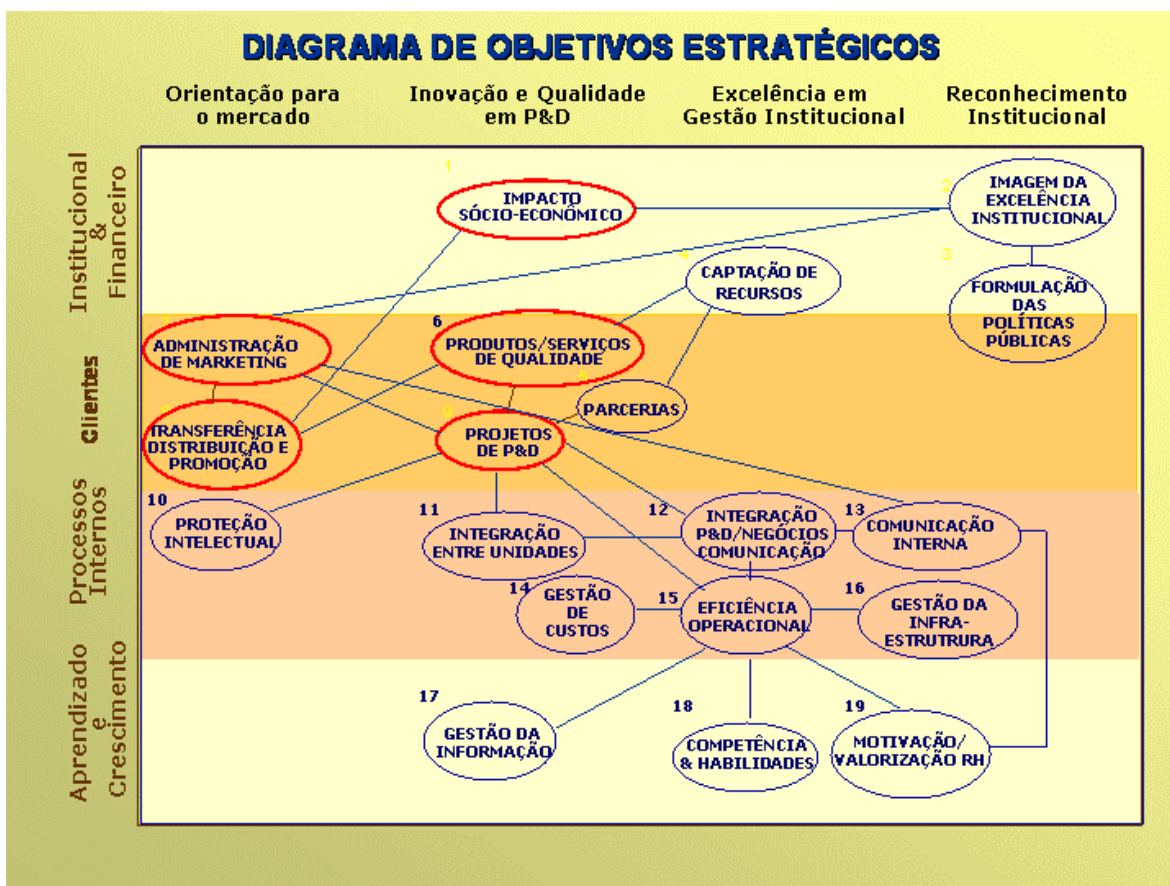 DIAGRAMA DE OBJETIVOS ESTRATÉGICOS
Orientação para
o mercado
Inovação e Qualidade
em P&D
Excelência em
Gestão Institucional
Reconhecimento
Institucional
Institucional
&
Financeiro
1
IMPACTO
SÓCIO-ECONÔMICO
2
IMAGEM DA
EXCELÊNCIA
INSTITUCIONAL
4
CAPTAÇÃO DE
RECURSOS
3
FORMULAÇÃO
DAS
POLÍTICAS
PÚBLICAS
Clientes
7
ADMINISTRAÇÃO
DE MARKETING
6
PRODUTOS/SERVIÇOS
DE QUALIDADE
5
PARCERIAS
TRANSFERÊNCIA
DISTRIBUIÇÃO E
PROMOÇÃO
9
PROJETOS
DE P&D
Processos
Internos
10
PROTEÇÃO
INTELECTUAL
11
INTEGRAÇÃO
ENTRE UNIDADES
12
INTEGRAÇÃO
P&D/NEGÓCIOS
COMUNICAÇÃO
13
COMUNICAÇÃO
INTERNA
14
GESTÃO
DE
CUSTOS
15
EFICIÊNCIA
OPERACIONAL
16
GESTÃO DA
INFRA-
ESTRUTRURA
Aprendizado
e
Crescimento
17
GESTÃO DA
INFORMAÇÃO
18
COMPETÊNCIA
& HABILIDADES
19
MOTIVAÇÃO/
VALORIZAÇÃO RH